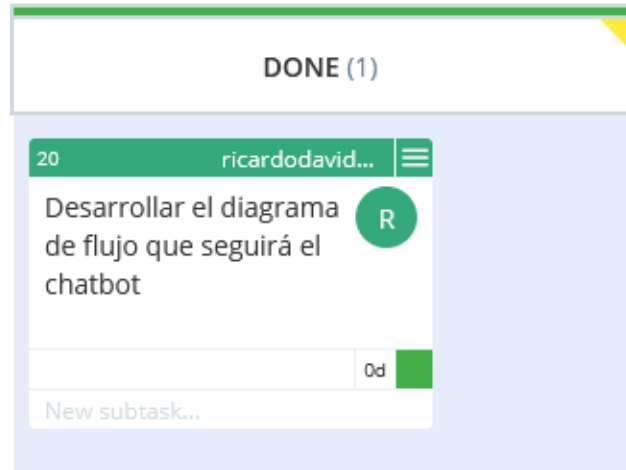 DONE (1)
20 ricardodavid...
Desarrollar el diagrama
R
de flujo que seguirá el
chatbot
0d
New subtask...